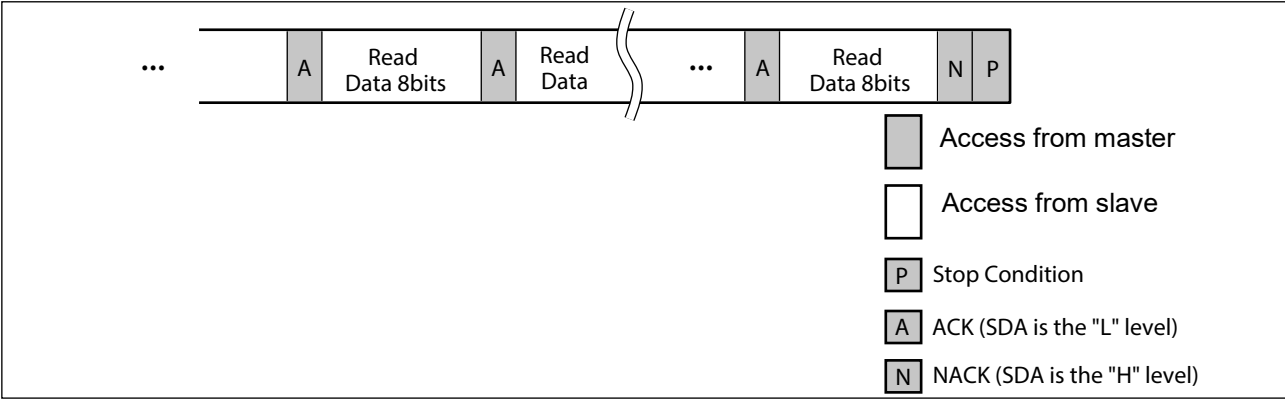 ... A Read Data 8bits A Read Data ... A Read Data 8bits N P
Access from master
Access from slave
P Stop Condition
A ACK (SDA is the "L" level)
N NACK (SDA is the "H" level)